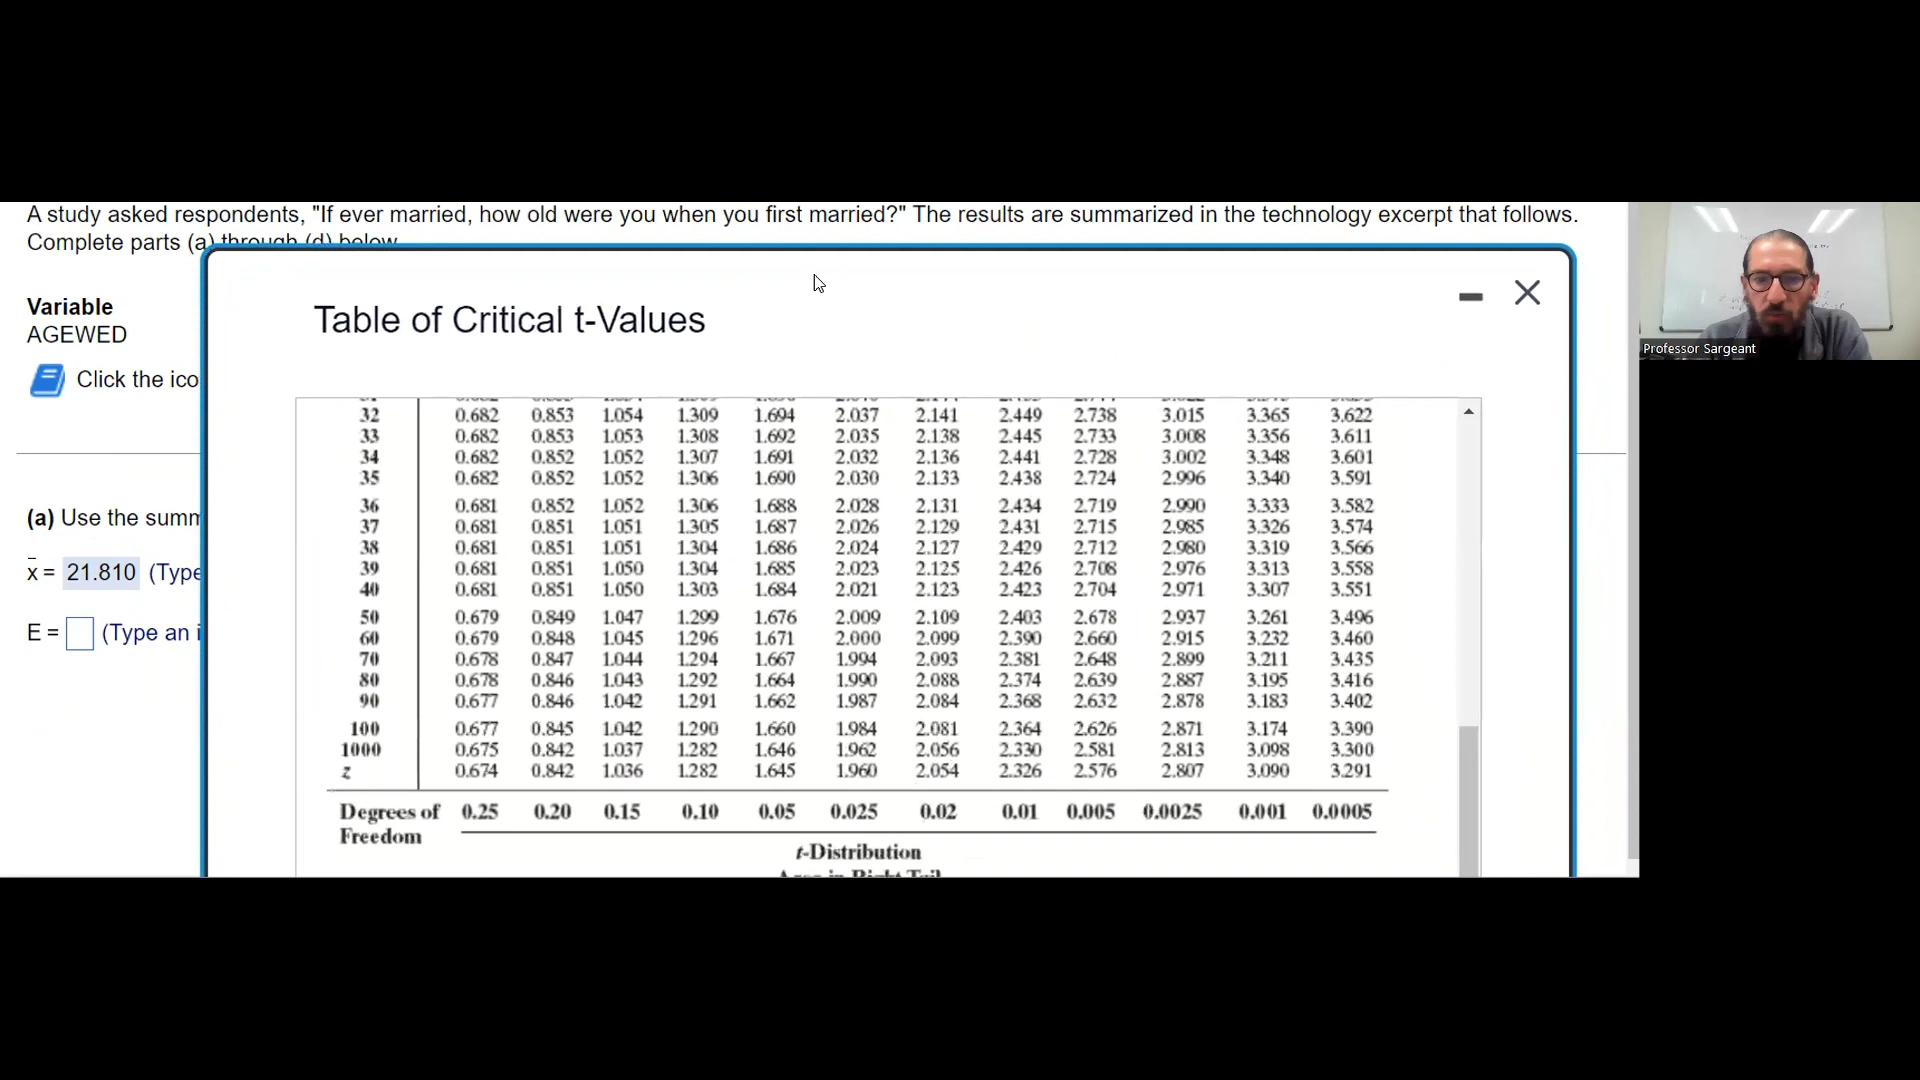 A study asked respondents, "If ever married, how old were you when you first married?" The results are summarized in the technology excerpt that follows.
Complete parts (a) through (d) below
Variable
AGEWED
Click the ico
(a) Use the summ
x̄ = 21.810 (Type
E = (Type an i
Table of Critical t-Values
32 0.682 0.853 1.054 1.309 1.694 2.037 2.141 2.449 2.738 3.015 3.365 3.622
33 0.682 0.853 1.053 1.308 1.692 2.035 2.138 2.445 2.733 3.008 3.356 3.611
34 0.682 0.852 1.052 1.307 1.691 2.032 2.136 2.441 2.728 3.002 3.348 3.601
35 0.682 0.852 1.052 1.306 1.690 2.030 2.133 2.438 2.724 2.996 3.340 3.591
36 0.681 0.852 1.052 1.306 1.688 2.028 2.131 2.434 2.719 2.990 3.333 3.582
37 0.681 0.851 1.051 1.305 1.687 2.026 2.129 2.431 2.715 2.985 3.326 3.574
38 0.681 0.851 1.051 1.304 1.686 2.024 2.127 2.429 2.712 2.980 3.319 3.566
39 0.681 0.851 1.050 1.304 1.685 2.023 2.125 2.426 2.708 2.976 3.313 3.558
40 0.681 0.851 1.050 1.303 1.684 2.021 2.123 2.423 2.704 2.971 3.307 3.551
50 0.679 0.849 1.047 1.299 1.676 2.009 2.109 2.403 2.678 2.937 3.261 3.496
60 0.679 0.848 1.045 1.296 1.671 2.000 2.099 2.390 2.660 2.915 3.232 3.460
70 0.678 0.847 1.044 1.294 1.667 1.994 2.093 2.381 2.648 2.899 3.211 3.435
80 0.678 0.846 1.043 1.292 1.664 1.990 2.088 2.374 2.639 2.887 3.195 3.416
90 0.677 0.846 1.042 1.291 1.662 1.987 2.084 2.368 2.632 2.878 3.183 3.402
100 0.677 0.845 1.042 1.290 1.660 1.984 2.081 2.364 2.626 2.871 3.174 3.390
1000 0.675 0.842 1.037 1.282 1.646 1.962 2.056 2.330 2.581 2.813 3.098 3.300
z 0.674 0.842 1.036 1.282 1.645 1.960 2.054 2.326 2.576 2.807 3.090 3.291
Degrees of 0.25 0.20 0.15 0.10 0.05 0.025 0.02 0.01 0.005 0.0025 0.001 0.0005
Freedom
t-Distribution
Area in Right Tail
Professor Sargeant